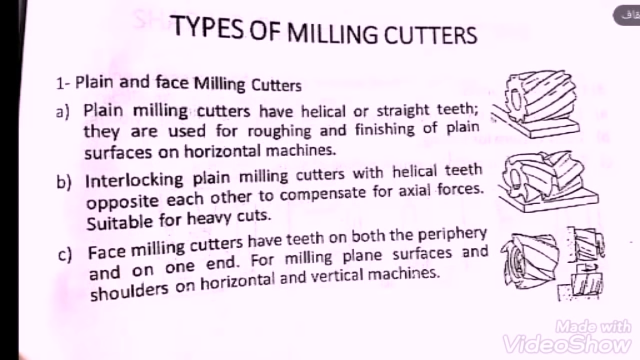 TYPES OF MILLING CUTTERS
1- Plain and face Milling Cutters
a) Plain milling cutters have helical or straight teeth;
they are used for roughing and finishing of plain
surfaces on horizontal machines.
b) Interlocking plain milling cutters with helical teeth
opposite each other to compensate for axial forces.
Suitable for heavy cuts.
c) Face milling cutters have teeth on both the periphery
and on one end. For milling plane surfaces and
shoulders on horizontal and vertical machines.
Made with
VideoShow